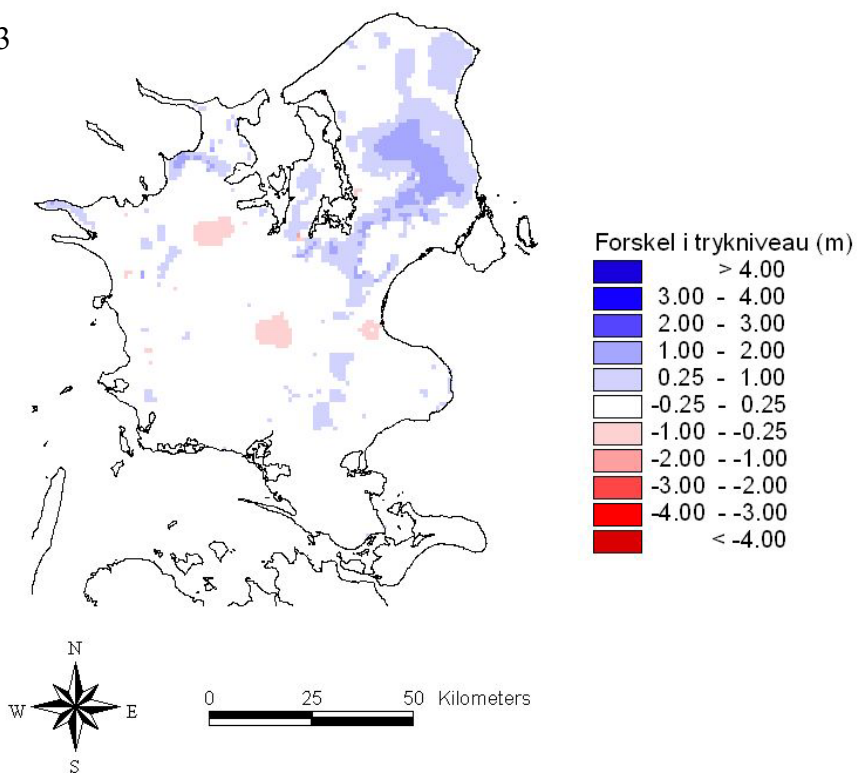 3
Forskel i trykniveau (m)
> 4.00
3.00 - 4.00
2.00 - 3.00
1.00 - 2.00
0.25 - 1.00
-0.25 - 0.25
-1.00 - -0.25
-2.00 - -1.00
-3.00 - -2.00
-4.00 - -3.00
< -4.00
N
W E
S
0 25 50 Kilometers